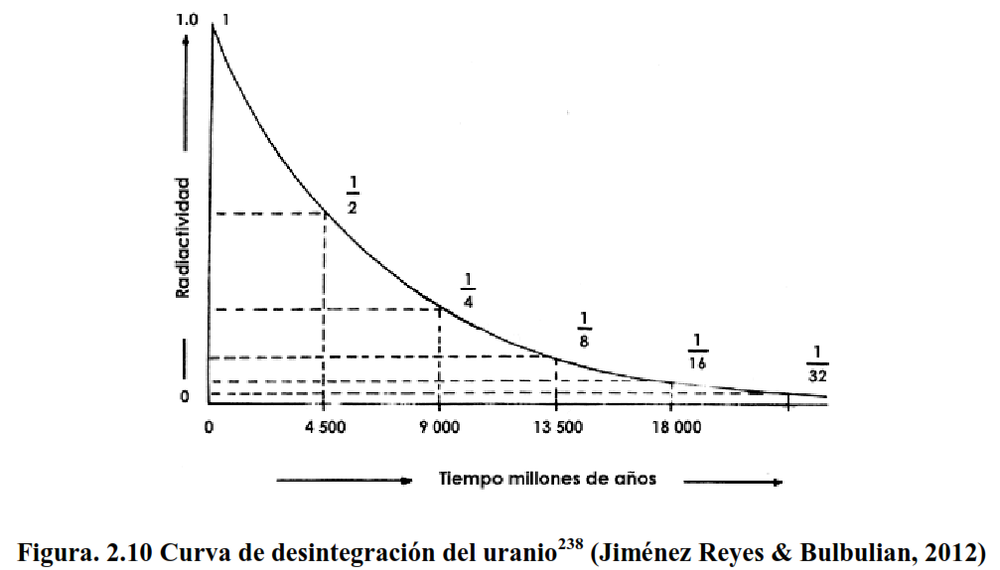 1.0 1
Radiactividad
1/2
1/4
1/8
1/16
1/32
0
0 4 500 9 000 13 500 18 000
Tiempo millones de años
Figura. 2.10 Curva de desintegración del uranio²³⁸ (Jiménez Reyes & Bulbulian, 2012)